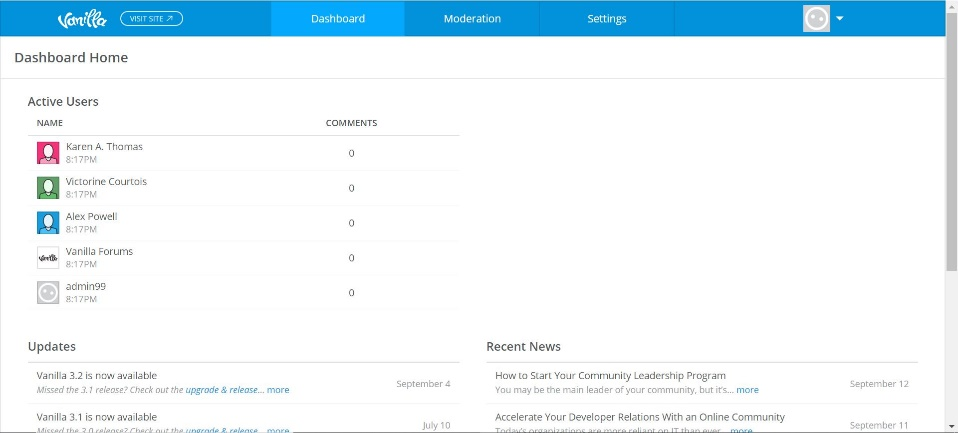 Vanilla VISIT SITE ↗ Dashboard Moderation Settings
Dashboard Home
Active Users
NAME COMMENTS
Karen A. Thomas
8:17PM 0
Victorine Courtois
8:17PM 0
Alex Powell
8:17PM 0
Vanilla
Vanilla Forums
8:17PM 0
admin99
8:17PM 0
Updates
Vanilla 3.2 is now available
Missed the 3.1 release? Check out the upgrade & release... more September 4
Vanilla 3.1 is now available
Missed the 3.0 release? Check out the upgrade & release... more July 10
Recent News
How to Start Your Community Leadership Program
You may be the main leader of your community, but it's... more September 12
Accelerate Your Developer Relations With an Online Community
Today's organizations are more reliant on IT than ever... more September 11